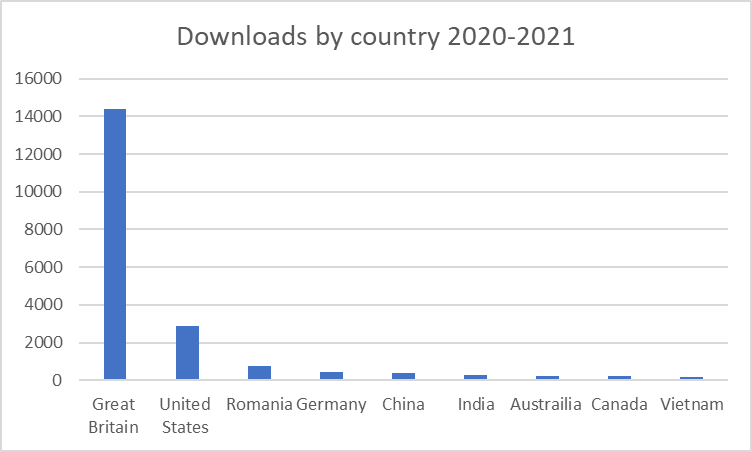 Downloads by country 2020-2021
16000
14000
12000
10000
8000
6000
4000
2000
0
Great
Britain
United
States
Romania
Germany
China
India
Austrailia
Canada
Vietnam